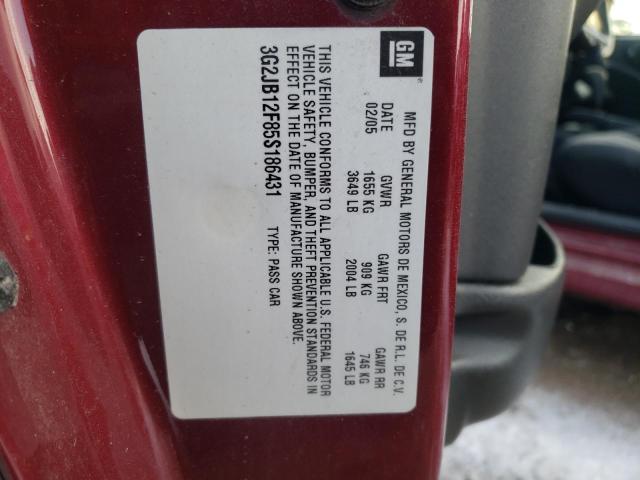 GM
MFD BY GENERAL MOTORS DE MEXICO, S. DE R.L. DE C.V.
DATE GVWR GAWR FRT GAWR RR
02/05 1655 KG 909 KG 746 KG
3649 LB 2004 LB 1645 LB
THIS VEHICLE CONFORMS TO ALL APPLICABLE U.S. FEDERAL MOTOR
VEHICLE SAFETY, BUMPER, AND THEFT PREVENTION STANDARDS IN
EFFECT ON THE DATE OF MANUFACTURE SHOWN ABOVE.
3G2JB12F85S186431 TYPE: PASS CAR